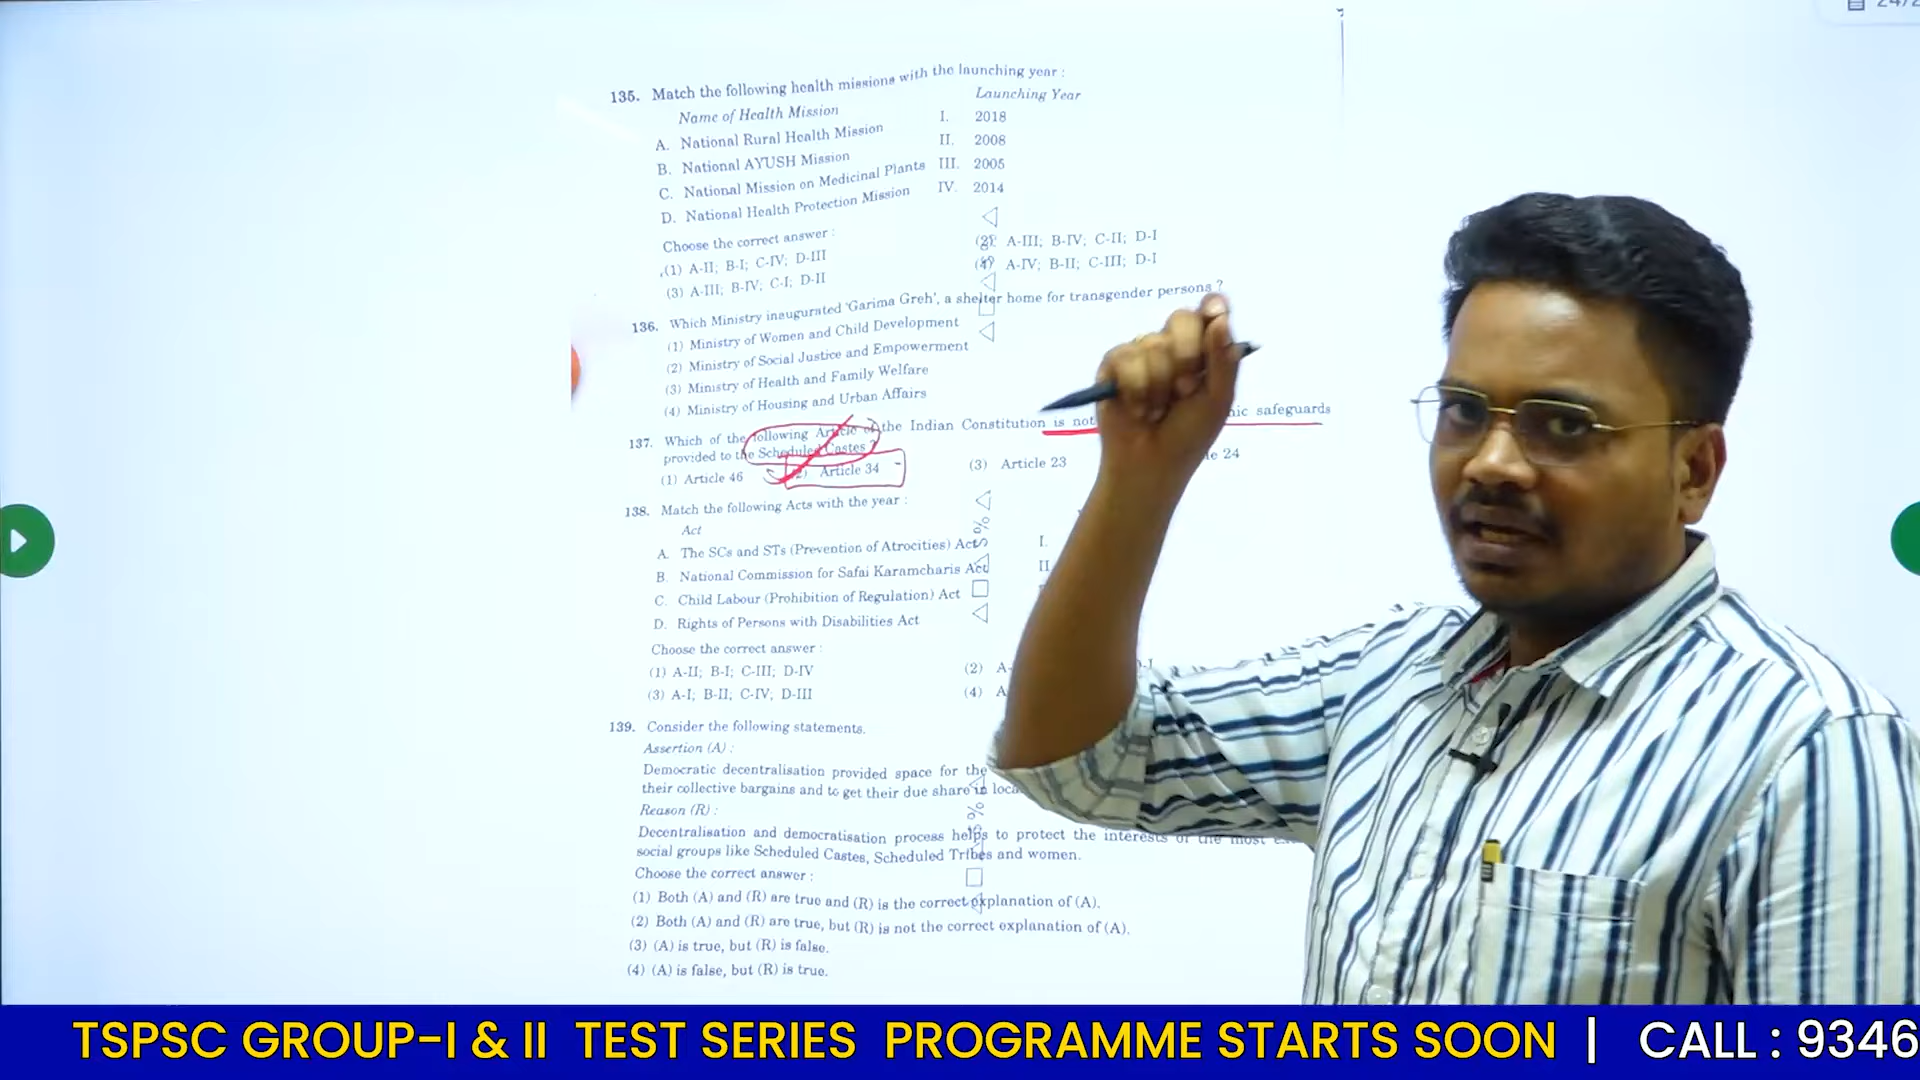 135. Match the following health missions with the launching year :
Name of Health Mission
Launching Year
A. National Rural Health Mission
I. 2018
B. National AYUSH Mission
II. 2008
C. National Mission on Medicinal Plants
III. 2005
D. National Health Protection Mission
IV. 2014
Choose the correct answer :
(1) A-II; B-I; C-IV; D-III
(2) A-III; B-IV; C-II; D-I
(3) A-III; B-IV; C-I; D-II
(4) A-IV; B-II; C-III; D-I
136. Which Ministry inaugurated 'Garima Greh', a shelter home for transgender persons ?
(1) Ministry of Women and Child Development
(2) Ministry of Social Justice and Empowerment
(3) Ministry of Health and Family Welfare
(4) Ministry of Housing and Urban Affairs
137. Which of the following Article of the Indian Constitution is not safeguards
provided to the Scheduled Castes ?
(1) Article 46 (2) Article 34 (3) Article 23 24
138. Match the following Acts with the year :
Act
A. The SCs and STs (Prevention of Atrocities) Act I.
B. National Commission for Safai Karamcharis Act II
C. Child Labour (Prohibition of Regulation) Act
D. Rights of Persons with Disabilities Act
Choose the correct answer :
(1) A-II; B-I; C-III; D-IV (2)
(3) A-I; B-II; C-IV; D-III (4)
139. Consider the following statements.
Assertion (A) :
Democratic decentralisation provided space for the
their collective bargains and to get their due share in
Reason (R) :
Decentralisation and democratisation process helps to protect the interests of the most
social groups like Scheduled Castes, Scheduled Tribes and women.
Choose the correct answer :
(1) Both (A) and (R) are true and (R) is the correct explanation of (A).
(2) Both (A) and (R) are true, but (R) is not the correct explanation of (A).
(3) (A) is true, but (R) is false.
(4) (A) is false, but (R) is true.
TSPSC GROUP-I & II TEST SERIES PROGRAMME STARTS SOON | CALL : 9346